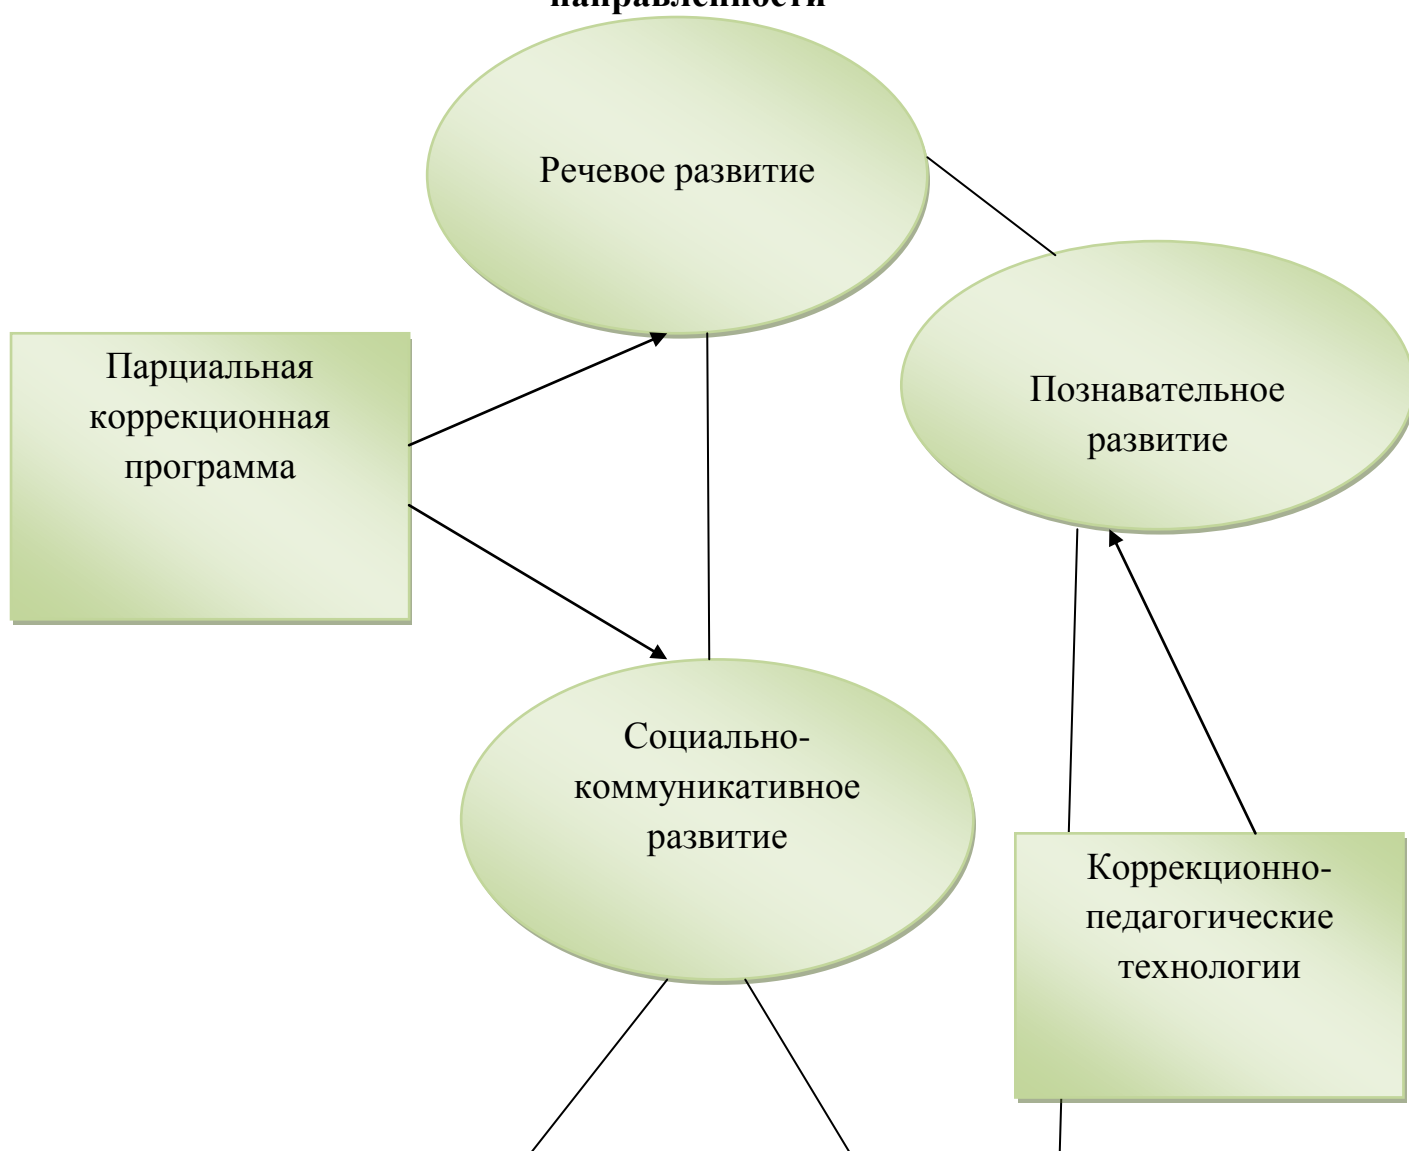 направленности
Речевое развитие
Парциальная
коррекционная
программа
Познавательное
развитие
Социально-
коммуникативное
развитие
Коррекционно-
педагогические
технологии